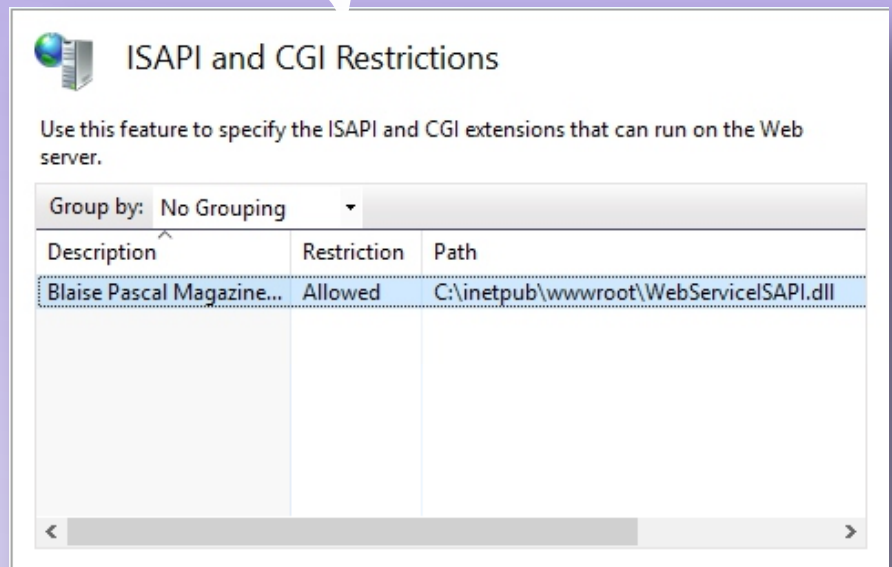 ISAPI and CGI Restrictions
Use this feature to specify the ISAPI and CGI extensions that can run on the Web
server.
Group by: No Grouping
Description Restriction Path
Blaise Pascal Magazine... Allowed C:\inetpub\wwwroot\WebServiceISAPI.dll